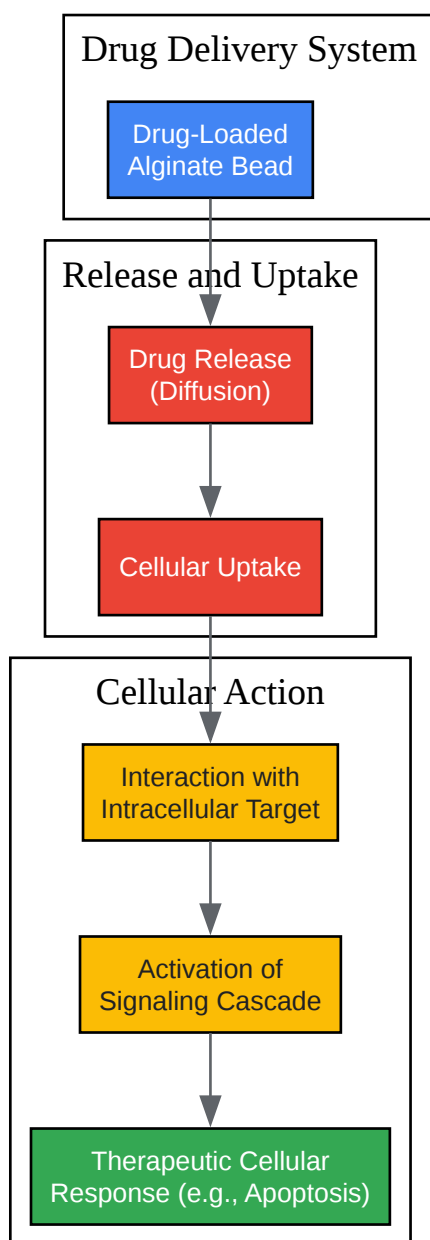 Drug Delivery System
Drug-Loaded
Alginate Bead
Release and Uptake
Drug Release
(Diffusion)
Cellular Uptake
Cellular Action
Interaction with
Intracellular Target
Activation of
Signaling Cascade
Therapeutic Cellular
Response (e.g., Apoptosis)